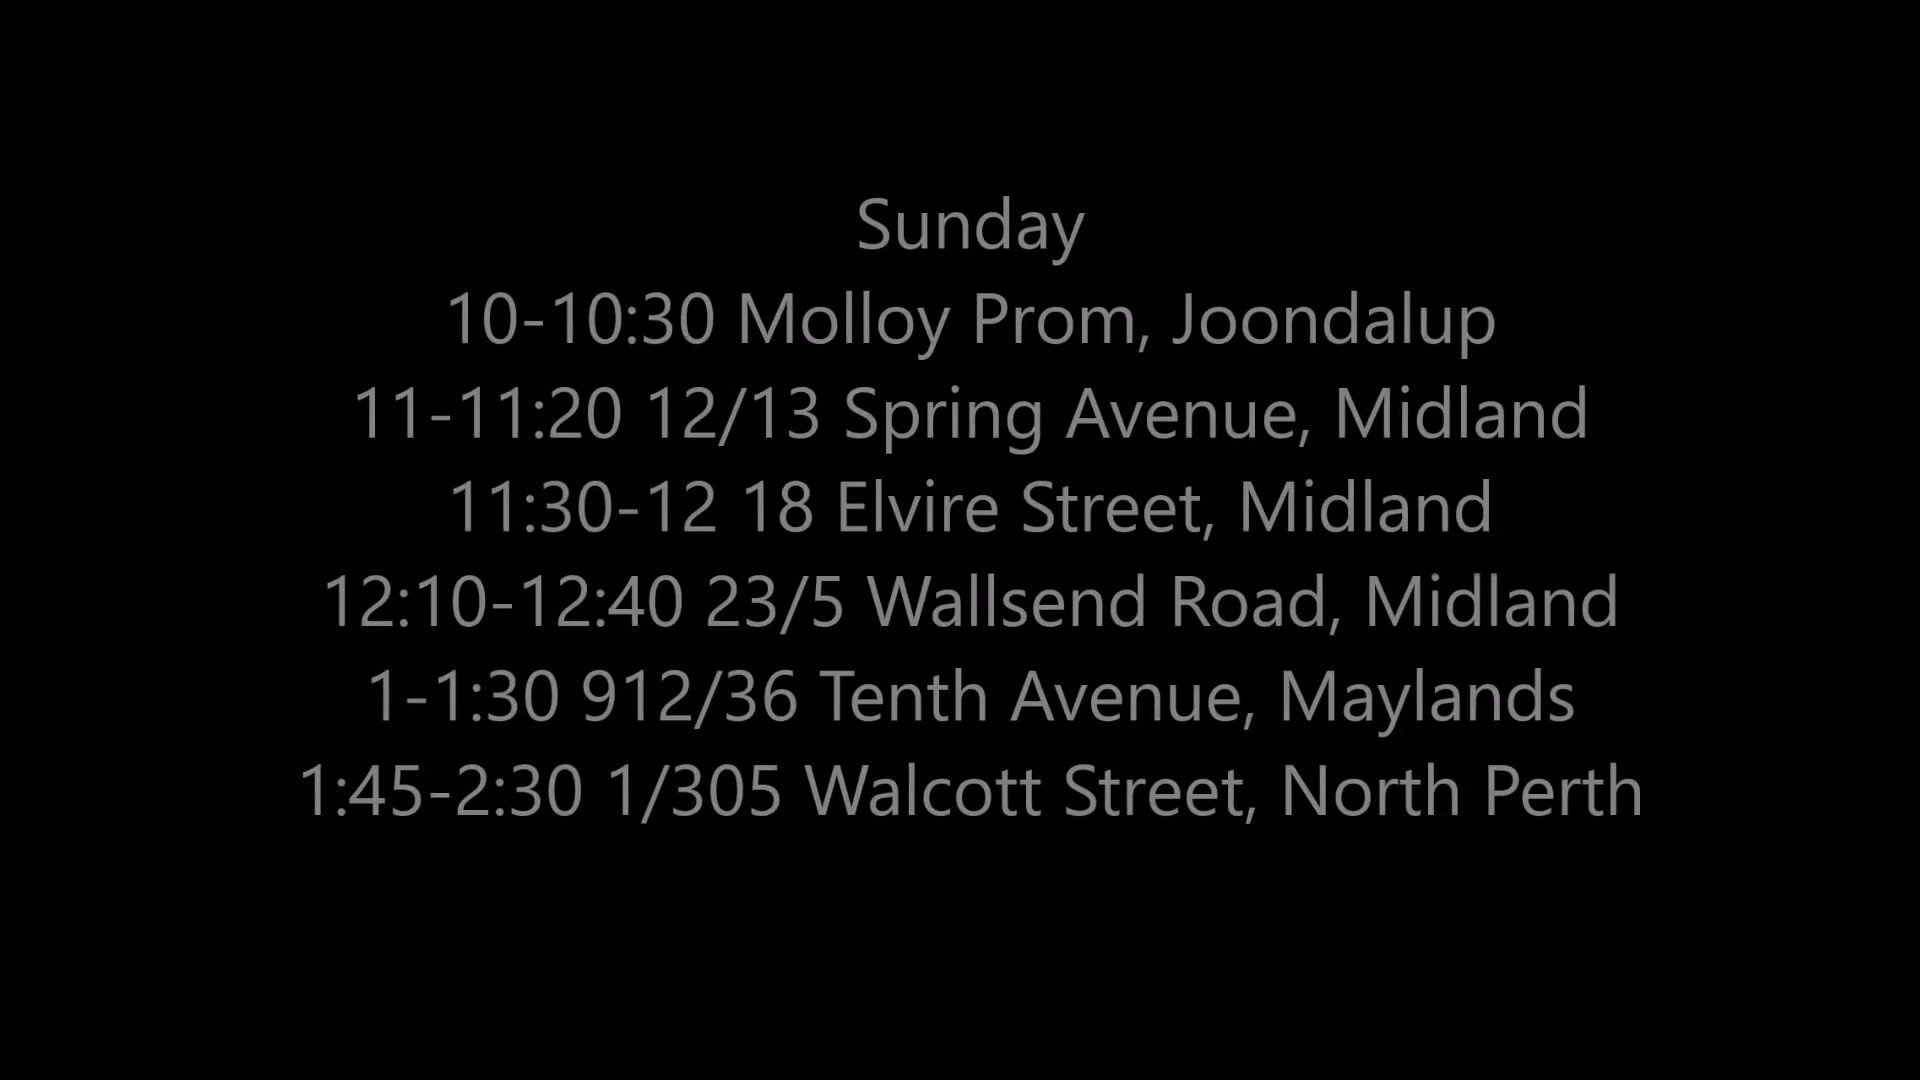 Sunday
10-10:30 Molloy Prom, Joondalup
11-11:20 12/13 Spring Avenue, Midland
11:30-12 18 Elvire Street, Midland
12:10-12:40 23/5 Wallsend Road, Midland
1-1:30 912/36 Tenth Avenue, Maylands
1:45-2:30 1/305 Walcott Street, North Perth